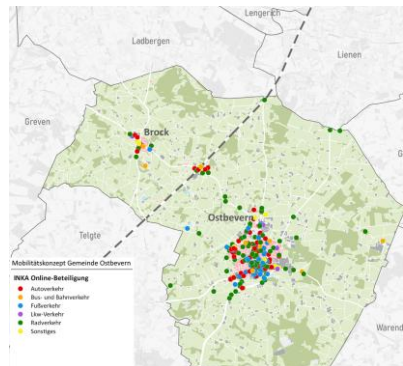 Lengerich
Ladbergen
Lienen
Greven
Brock
Telgte
Ostbevern
Warend
Mobilitätskonzept Gemeinde Ostbevern
INKA Online-Beteiligung
Autoverkehr
Bus- und Bahnverkehr
Fußverkehr
Lkw-Verkehr
Radverkehr
Sonstiges